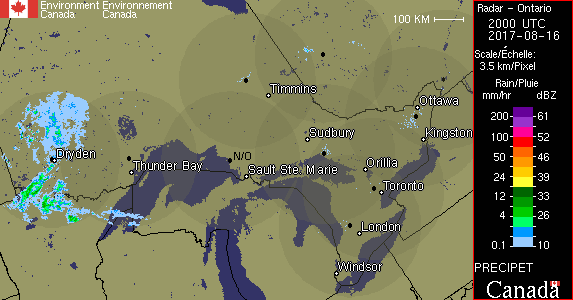 Environment Environnement
Canada Canada
100 KM
Timmins
Ottawa
Sudbury
Kingston
Dryden
N/O
Thunder Bay
Sault Ste. Marie
Orillia
Toronto
London
Windsor
Radar - Ontario
2000 UTC
2017-08-16
Scale/Échelle:
3.5 km/Pixel
Rain/Pluie
mm/hr dBZ
200 61
100 52
50 46
24 39
12 34
4 26
0.1 10
PRECIPET
Canada